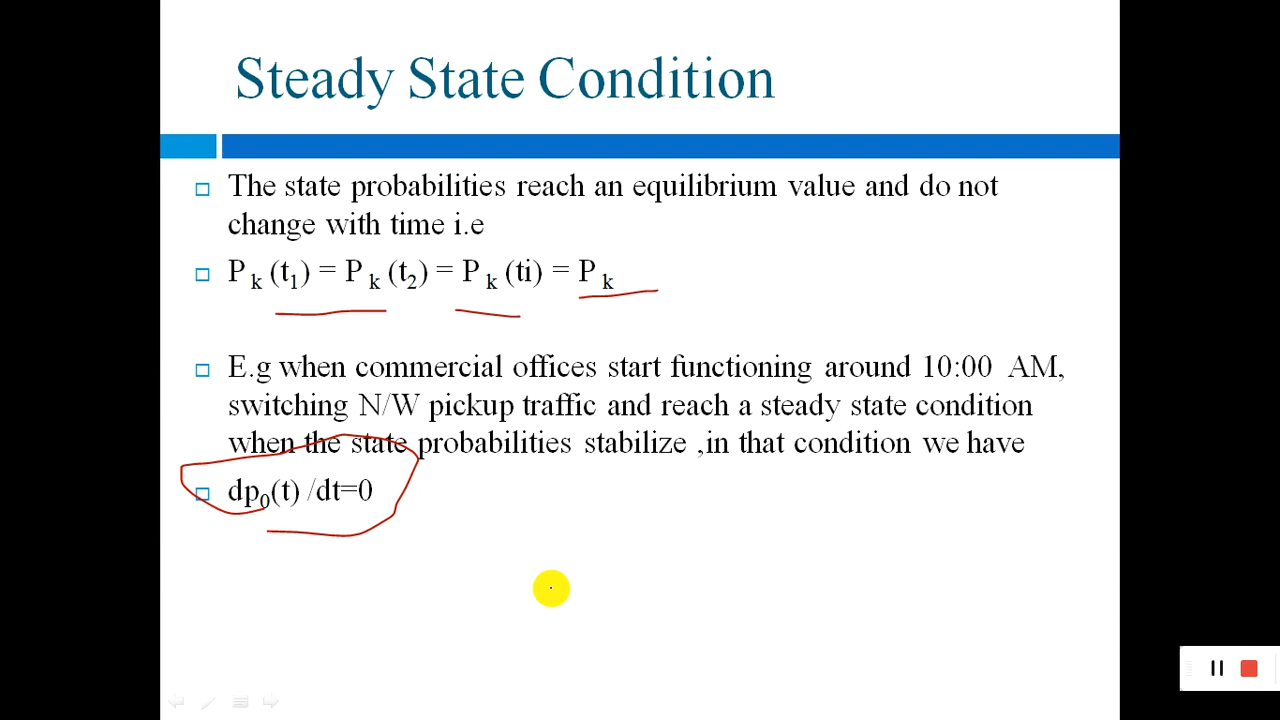 Steady State Condition
The state probabilities reach an equilibrium value and do not
change with time i.e
P k (t1) = P k (t2) = P k (ti) = P k
E.g when commercial offices start functioning around 10:00 AM,
switching N/W pickup traffic and reach a steady state condition
when the state probabilities stabilize ,in that condition we have
dp0(t) /dt=0